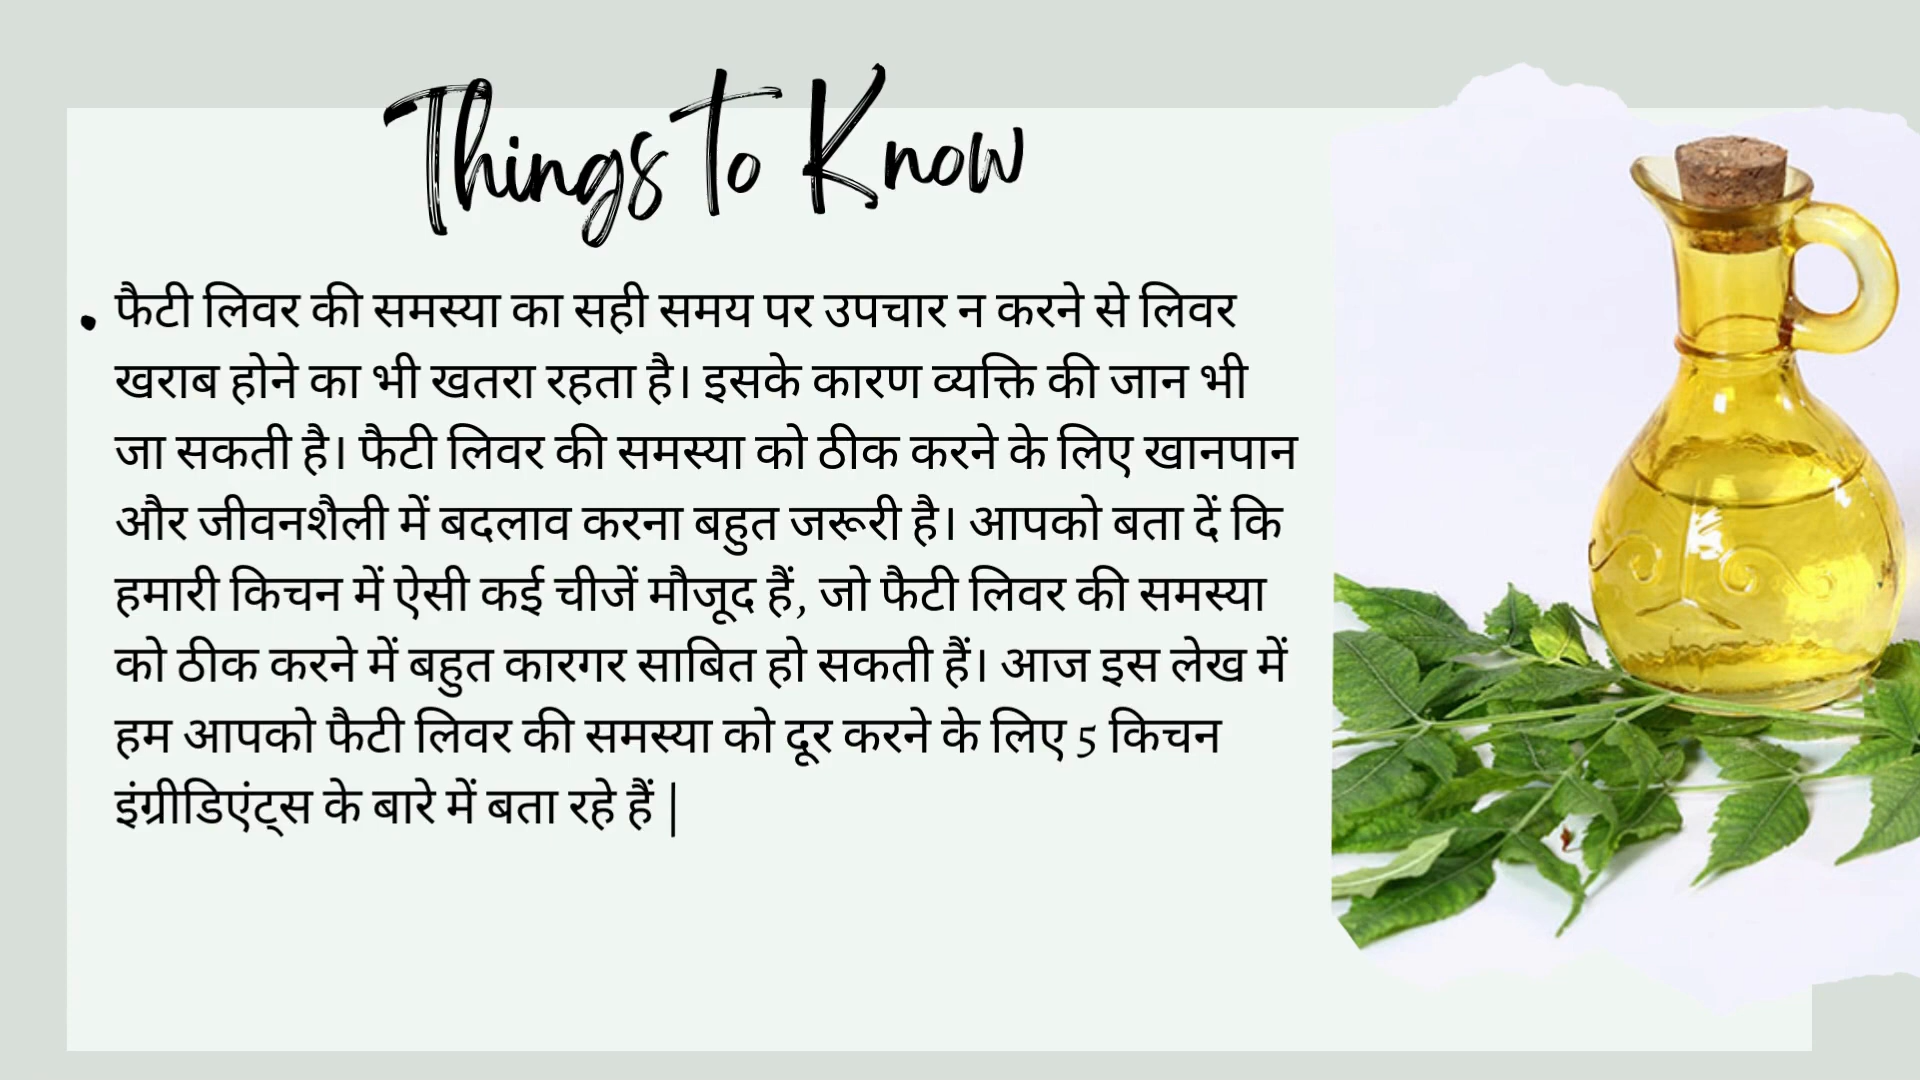 Things to Know
• फैटी लिवर की समस्या का सही समय पर उपचार न करने से लिवर
खराब होने का भी खतरा रहता है। इसके कारण व्यक्ति की जान भी
जा सकती है। फैटी लिवर की समस्या को ठीक करने के लिए खानपान
और जीवनशैली में बदलाव करना बहुत जरूरी है। आपको बता दें कि
हमारी किचन में ऐसी कई चीजें मौजूद हैं, जो फैटी लिवर की समस्या
को ठीक करने में बहुत कारगर साबित हो सकती हैं। आज इस लेख में
हम आपको फैटी लिवर की समस्या को दूर करने के लिए 5 किचन
इंग्रीडिएंट्स के बारे में बता रहे हैं |